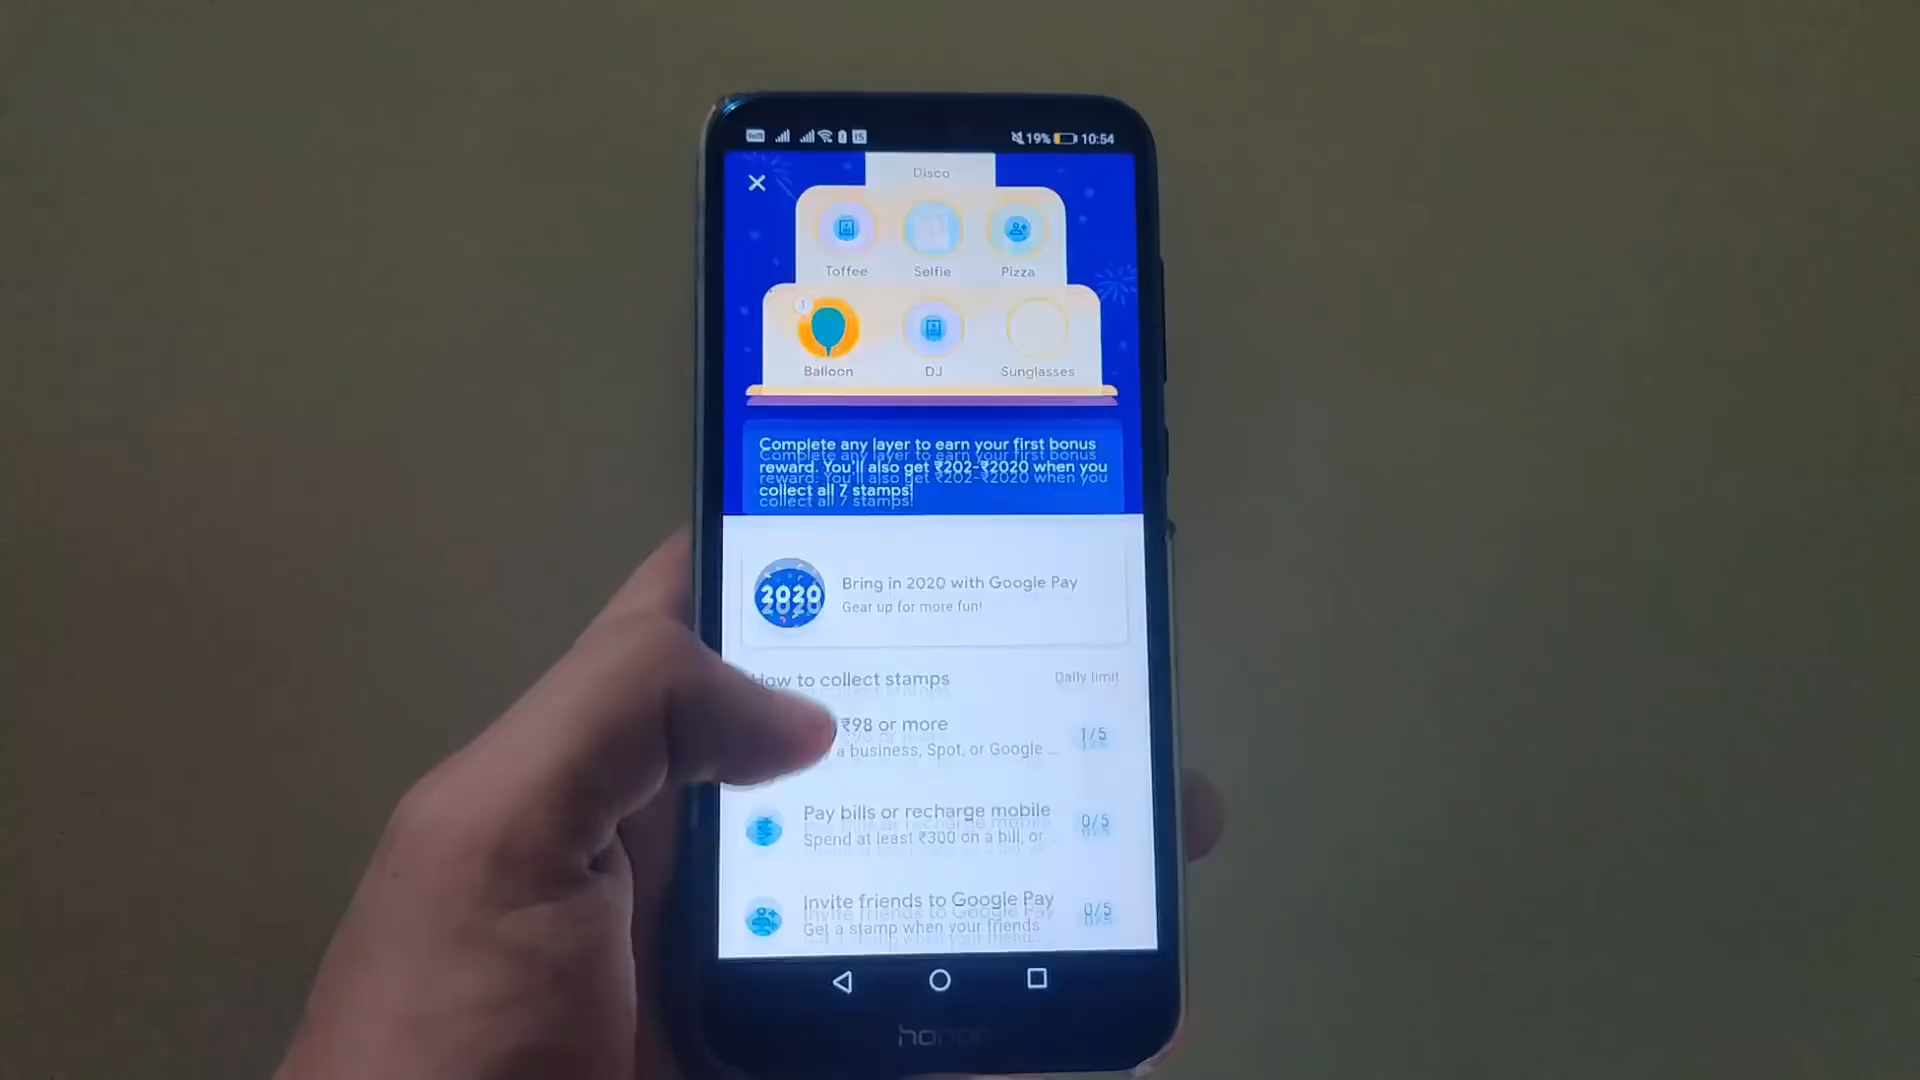 19% 10:54
Disco
Toffee Selfie Pizza
1
Balloon DJ Sunglasses
Complete any layer to earn your first bonus
reward. You'll also get ₹202-₹2020 when you
collect all 7 stamps!
2020
Bring in 2020 with Google Pay
Gear up for more fun!
How to collect stamps Daily limit
₹98 or more 1/5
a business, Spot, or Google ...
Pay bills or recharge mobile 0/5
Spend at least ₹300 on a bill, or
Invite friends to Google Pay 0/5
Get a stamp when your friends
honor